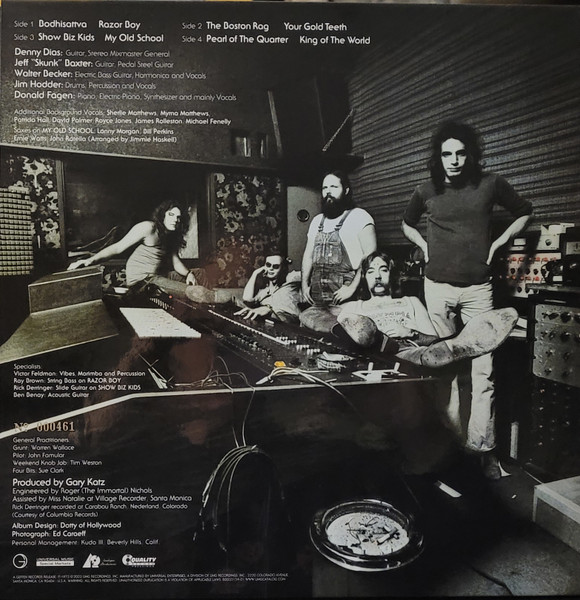 Side 1 Bodhisattva Razor Boy Side 2 The Boston Rag Your Gold Teeth
Side 3 Show Biz Kids My Old School Side 4 Pearl of The Quarter King of The World
Denny Dias: Guitar, Stereo Mixmaster General
Jeff "Skunk" Baxter: Guitar, Pedal Steel Guitar
Walter Becker: Electric Bass Guitar, Harmonica and Vocals
Jim Hodder: Drums, Percussion and Vocals
Donald Fagen: Piano, Electric Piano, Synthesizer and mainly Vocals
Additional Background Vocals: Sherlie Matthews, Myrna Matthews,
Patricia Hall, David Palmer, Royce Jones, James Rolleston, Michael Fenelly
Saxes on MY OLD SCHOOL: Lanny Morgan, Bill Perkins
Ernie Watts, John Rotella (Arranged by Jimmie Haskell)
Specialists:
Victor Feldman: Vibes, Marimba and Percussion
Ray Brown: String Bass on RAZOR BOY
Rick Derringer: Slide Guitar on SHOW BIZ KIDS
Ben Benay: Acoustic Guitar
No 000461
General Practitioners
Grunt: Warren Wallace
Pilot: John Famular
Weekend Knob Job: Tim Weston
Four Bits: Sue Clark
Produced by Gary Katz
Engineered by Roger (The Immortal) Nichols
Assisted by Miss Natalie at Village Recorder, Santa Monica
Rick Derringer recorded at Caribou Ranch, Nederland, Colorado
(Courtesy of Columbia Records)
Album Design: Dotty of Hollywood
Photograph: Ed Caraeff
Personal Management: Kudo III, Beverly Hills, Calif.
G UNIVERSAL MUSIC
Special Markets
QUALITY